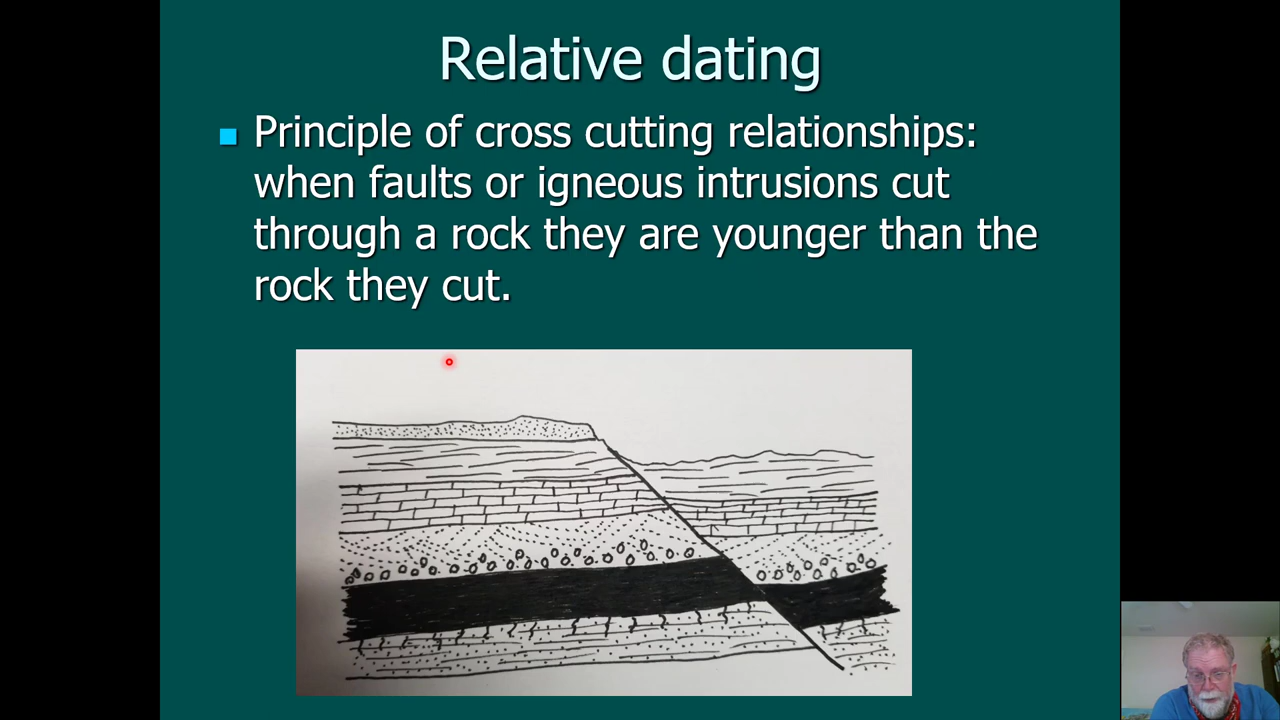 Relative dating
Principle of cross cutting relationships:
when faults or igneous intrusions cut
through a rock they are younger than the
rock they cut.